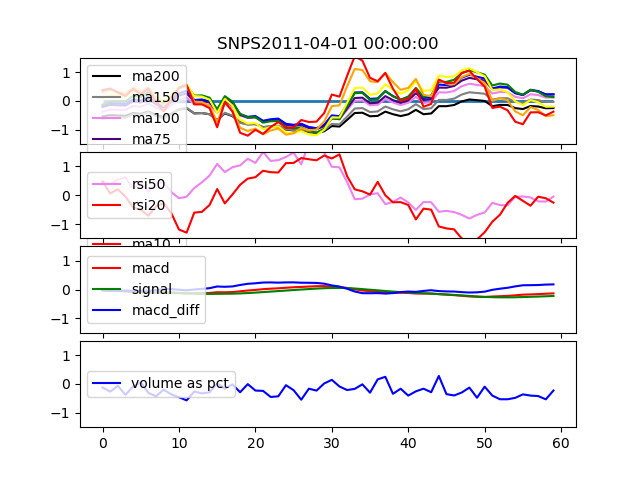 SNPS2011-04-01 00:00:00
1
0
−1
ma200
ma150
ma100
ma75
1
0
−1
rsi50
rsi20
ma10
1
0
−1
macd
signal
macd_diff
1
0
−1
volume as pct
0 10 20 30 40 50 60